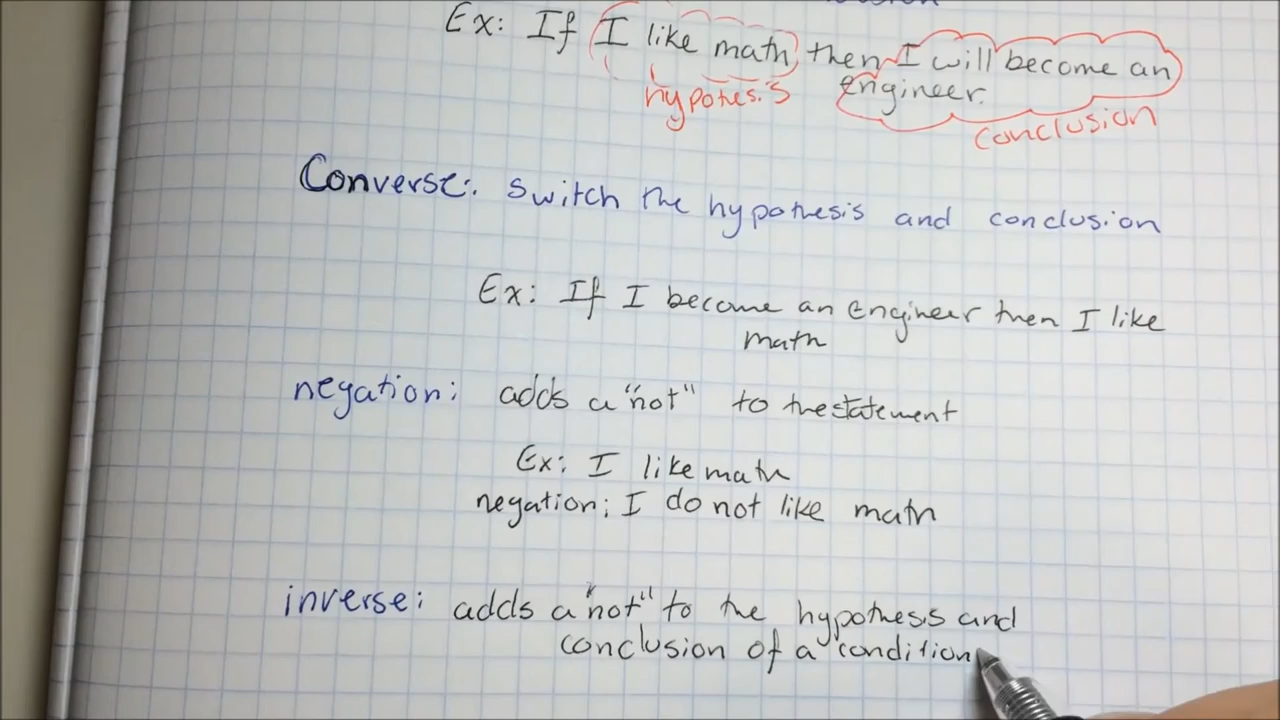 Ex: If I like math then I will become an
engineer.
hypothesis
conclusion
Converse: switch the hypothesis and conclusion
Ex: If I become an engineer then I like
math
negation: adds a "not" to the statement
Ex: I like math
negation: I do not like math
inverse: adds a "not" to the hypothesis and
conclusion of a condition